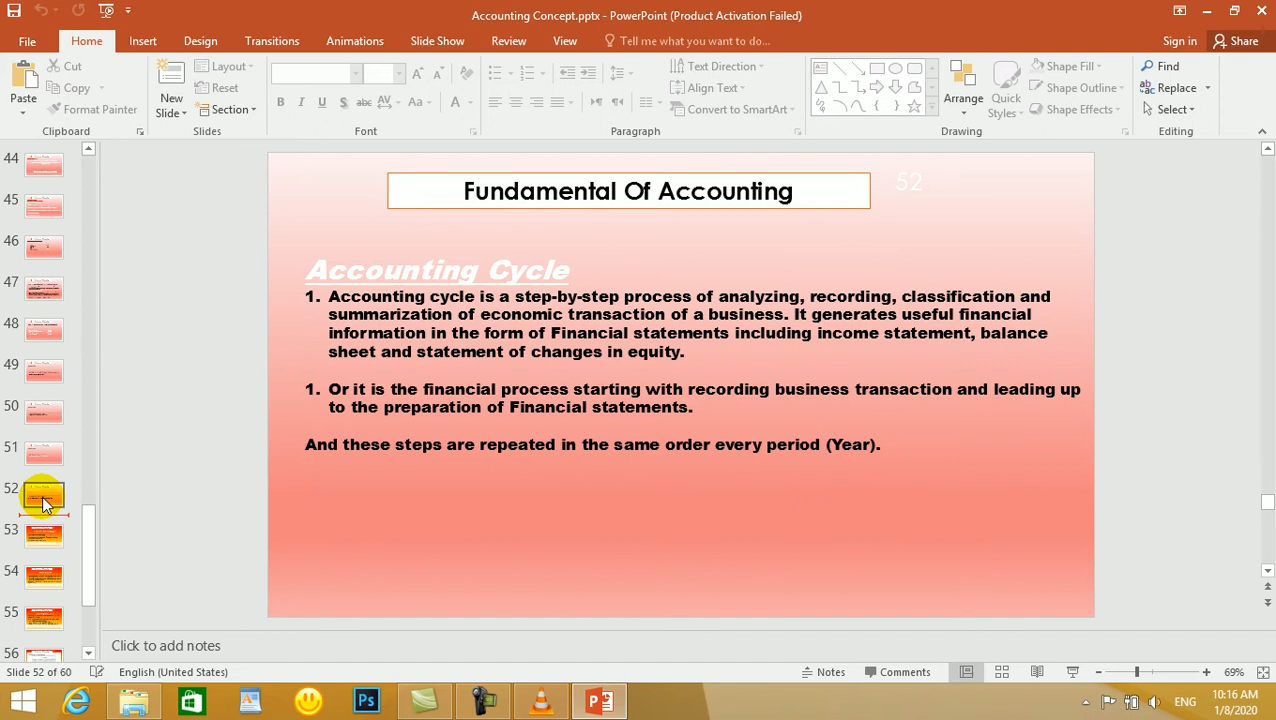 Accounting Concept.pptx - PowerPoint (Product Activation Failed)
File Home Insert Design Transitions Animations Slide Show Review View Tell me what you want to do... Sign in Share
Cut
Copy
Format Painter
Paste
Clipboard
New
Slide
Layout
Reset
Section
Slides
B I U S abc AV Aa A
Font
Text Direction
Align Text
Convert to SmartArt
Paragraph
Arrange
Quick
Styles
Shape Fill
Shape Outline
Shape Effects
Drawing
Find
Replace
Select
Editing
44
45
46
47
48
49
50
51
52
53
54
55
56
Fundamental Of Accounting
52
Accounting Cycle
1. Accounting cycle is a step-by-step process of analyzing, recording, classification and
summarization of economic transaction of a business. It generates useful financial
information in the form of Financial statements including income statement, balance
sheet and statement of changes in equity.
1. Or it is the financial process starting with recording business transaction and leading up
to the preparation of Financial statements.
And these steps are repeated in the same order every period (Year).
Click to add notes
Slide 52 of 60 English (United States) Notes Comments 69%
Ps
ENG
10:16 AM
1/8/2020